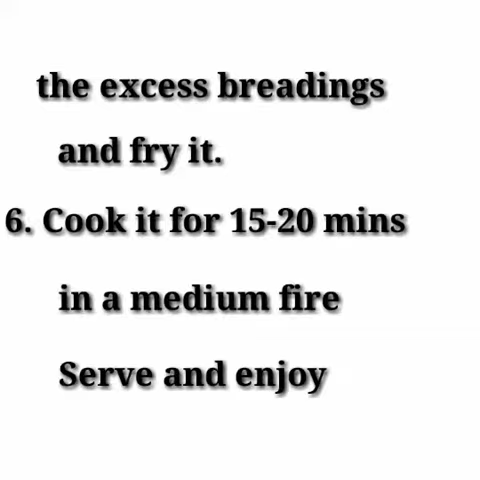 the excess breadings
and fry it.
6. Cook it for 15-20 mins
in a medium fire
Serve and enjoy